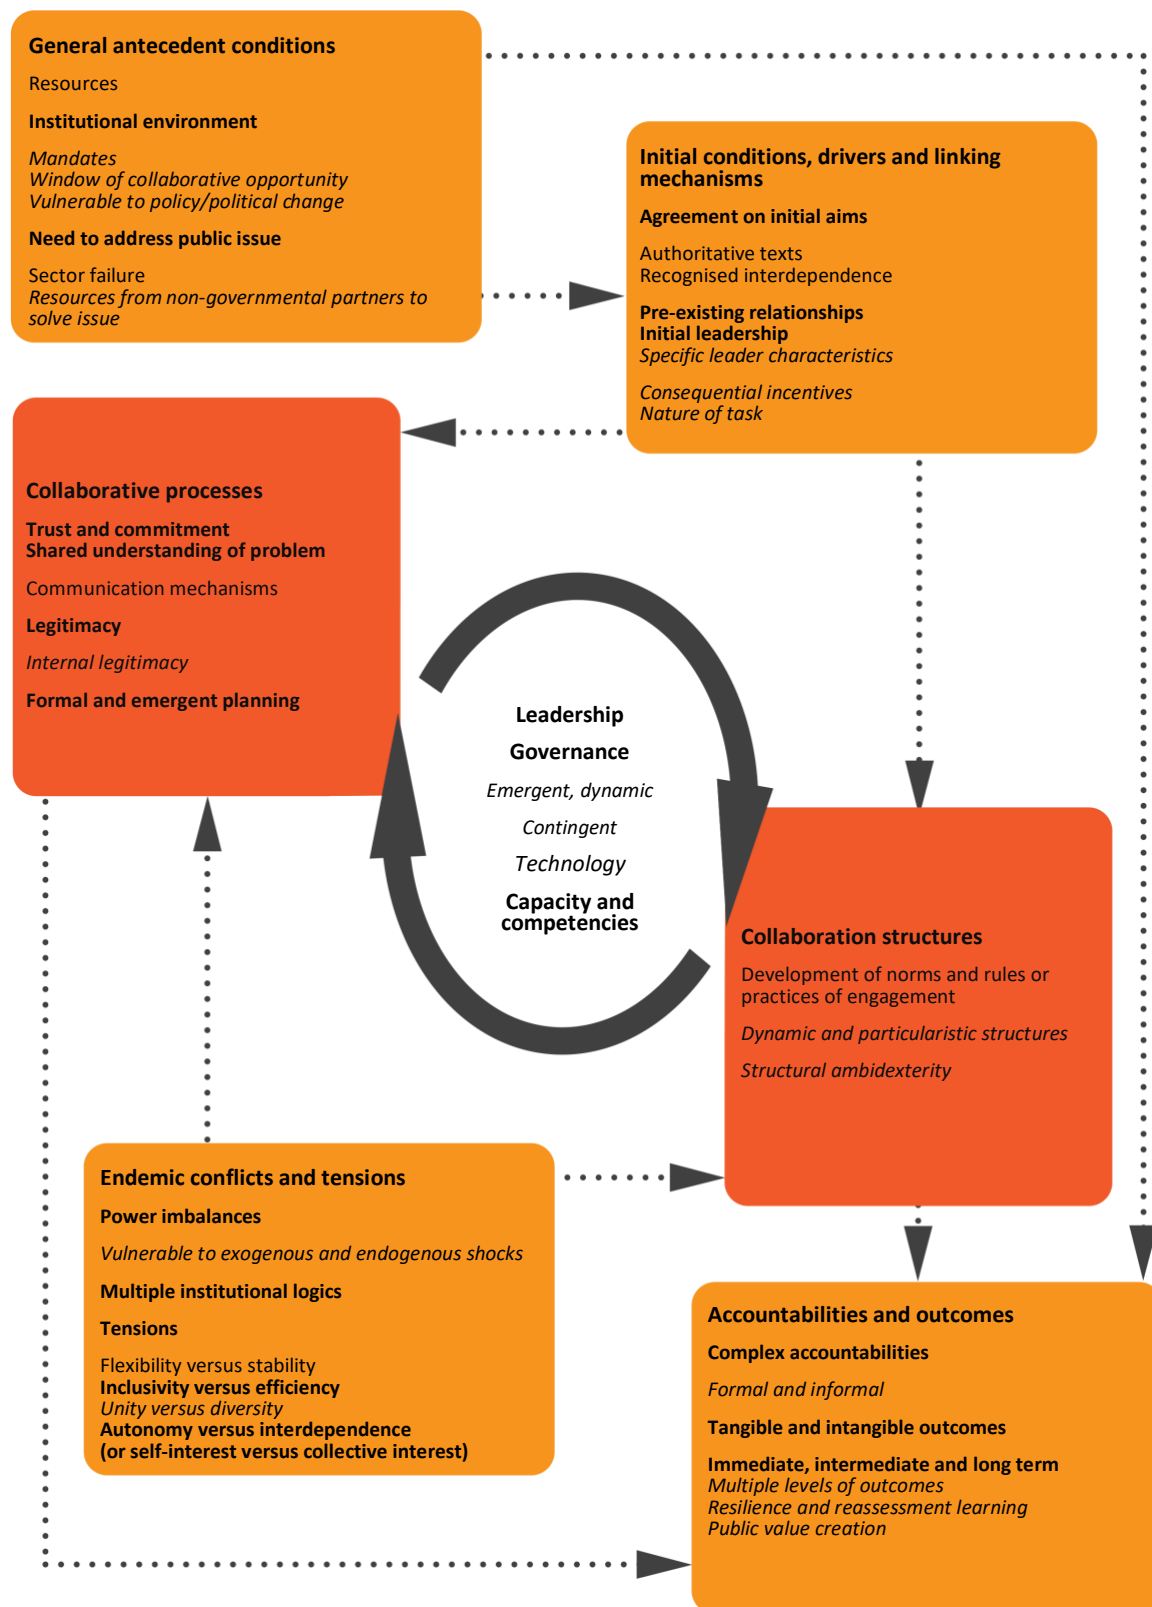 General antecedent conditions
Resources
Institutional environment
Mandates
Window of collaborative opportunity
Vulnerable to policy/political change
Need to address public issue
Sector failure
Resources from non-governmental partners to
solve issue
Initial conditions, drivers and linking
mechanisms
Agreement on initial aims
Authoritative texts
Recognised interdependence
Pre-existing relationships
Initial leadership
Specific leader characteristics
Consequential incentives
Nature of task
Collaborative processes
Trust and commitment
Shared understanding of problem
Communication mechanisms
Legitimacy
Internal legitimacy
Formal and emergent planning
Leadership
Governance
Emergent, dynamic
Contingent
Technology
Capacity and
competencies
Collaboration structures
Development of norms and rules or
practices of engagement
Dynamic and particularistic structures
Structural ambidexterity
Endemic conflicts and tensions
Power imbalances
Vulnerable to exogenous and endogenous shocks
Multiple institutional logics
Tensions
Flexibility versus stability
Inclusivity versus efficiency
Unity versus diversity
Autonomy versus interdependence
(or self-interest versus collective interest)
Accountabilities and outcomes
Complex accountabilities
Formal and informal
Tangible and intangible outcomes
Immediate, intermediate and long term
Multiple levels of outcomes
Resilience and reassessment learning
Public value creation